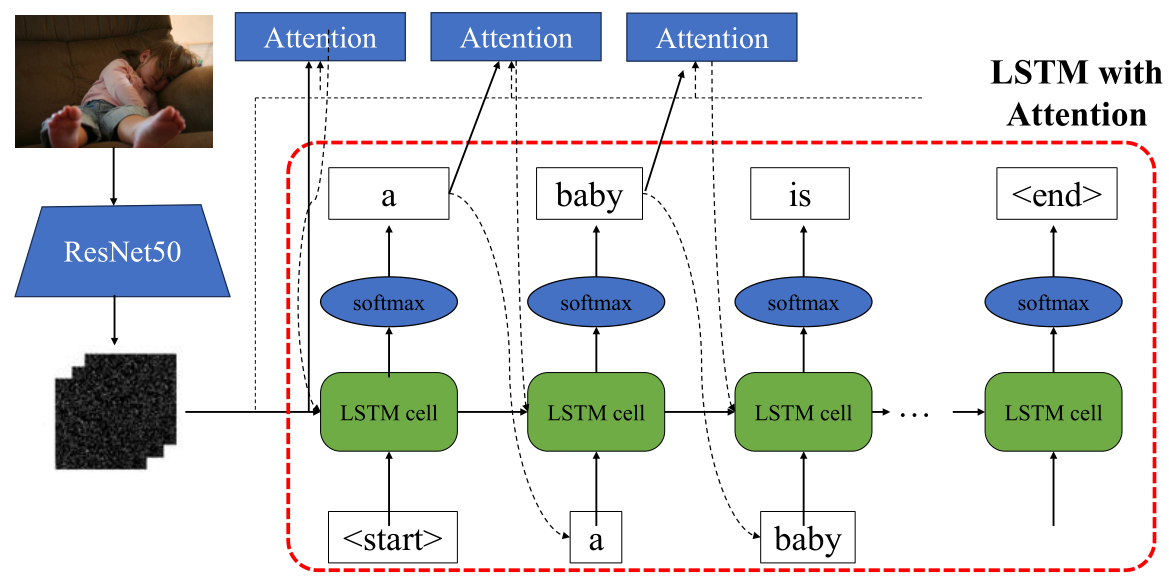 Attention
Attention
Attention
LSTM with
Attention
a
baby
is
<end>
ResNet50
softmax
softmax
softmax
softmax
LSTM cell
LSTM cell
LSTM cell
...
LSTM cell
<start>
a
baby